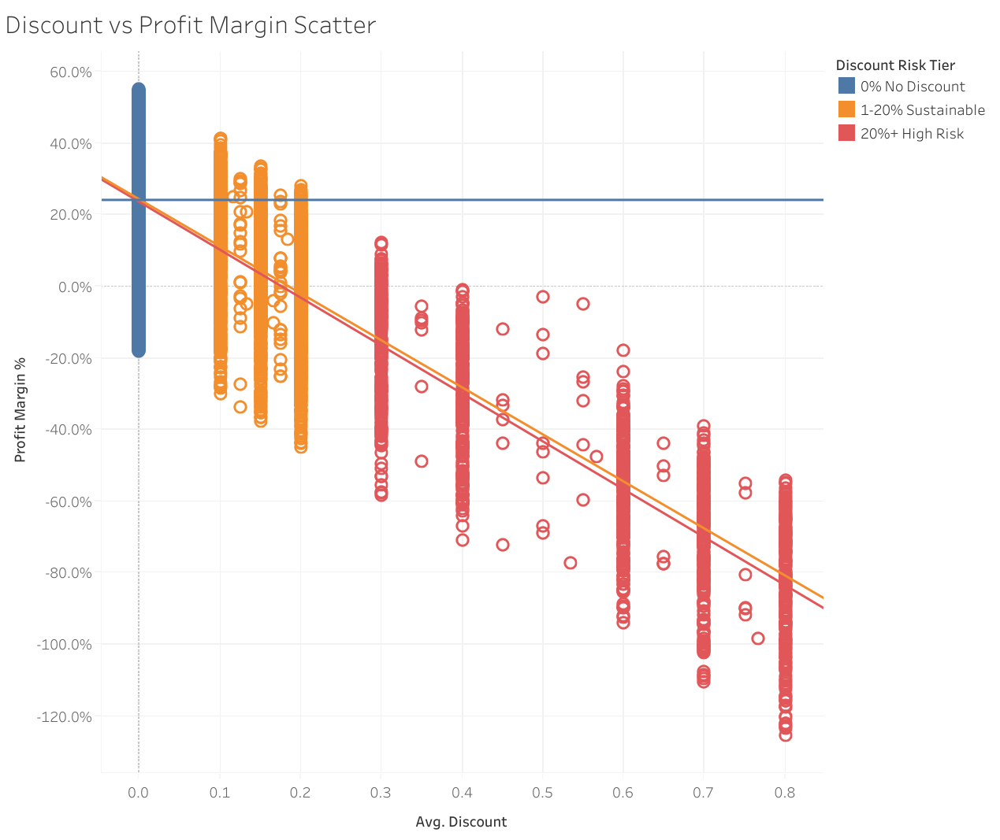 Discount vs Profit Margin Scatter
Discount Risk Tier
0% No Discount
1-20% Sustainable
20%+ High Risk
Profit Margin %
60.0%
40.0%
20.0%
0.0%
-20.0%
-40.0%
-60.0%
-80.0%
-100.0%
-120.0%
0.0 0.1 0.2 0.3 0.4 0.5 0.6 0.7 0.8
Avg. Discount